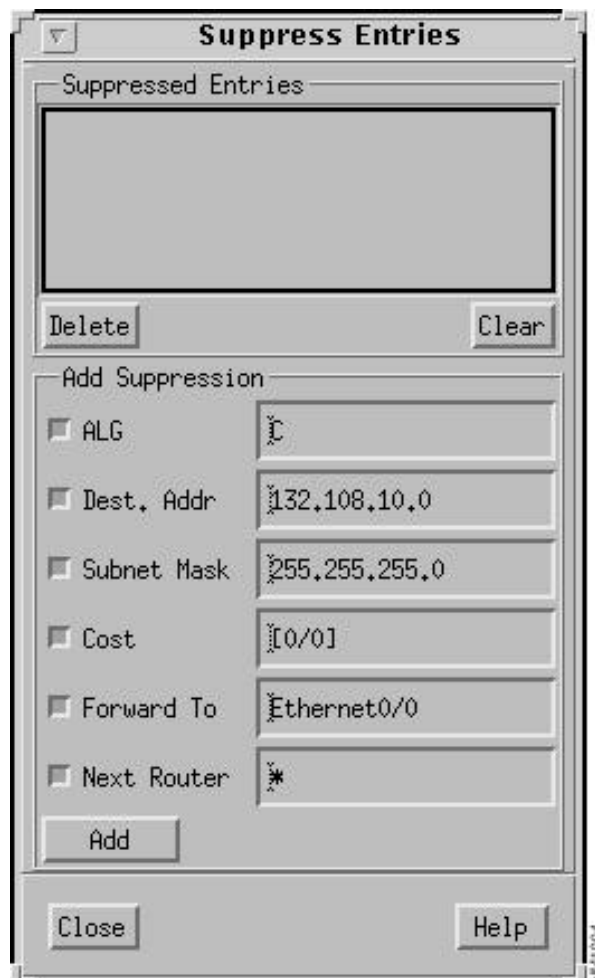 Suppress Entries
Suppressed Entries
Delete Clear
Add Suppression
ALG C
Dest. Addr 132.108.10.0
Subnet Mask 255.255.255.0
Cost [0/0]
Forward To Ethernet0/0
Next Router *
Add
Close Help